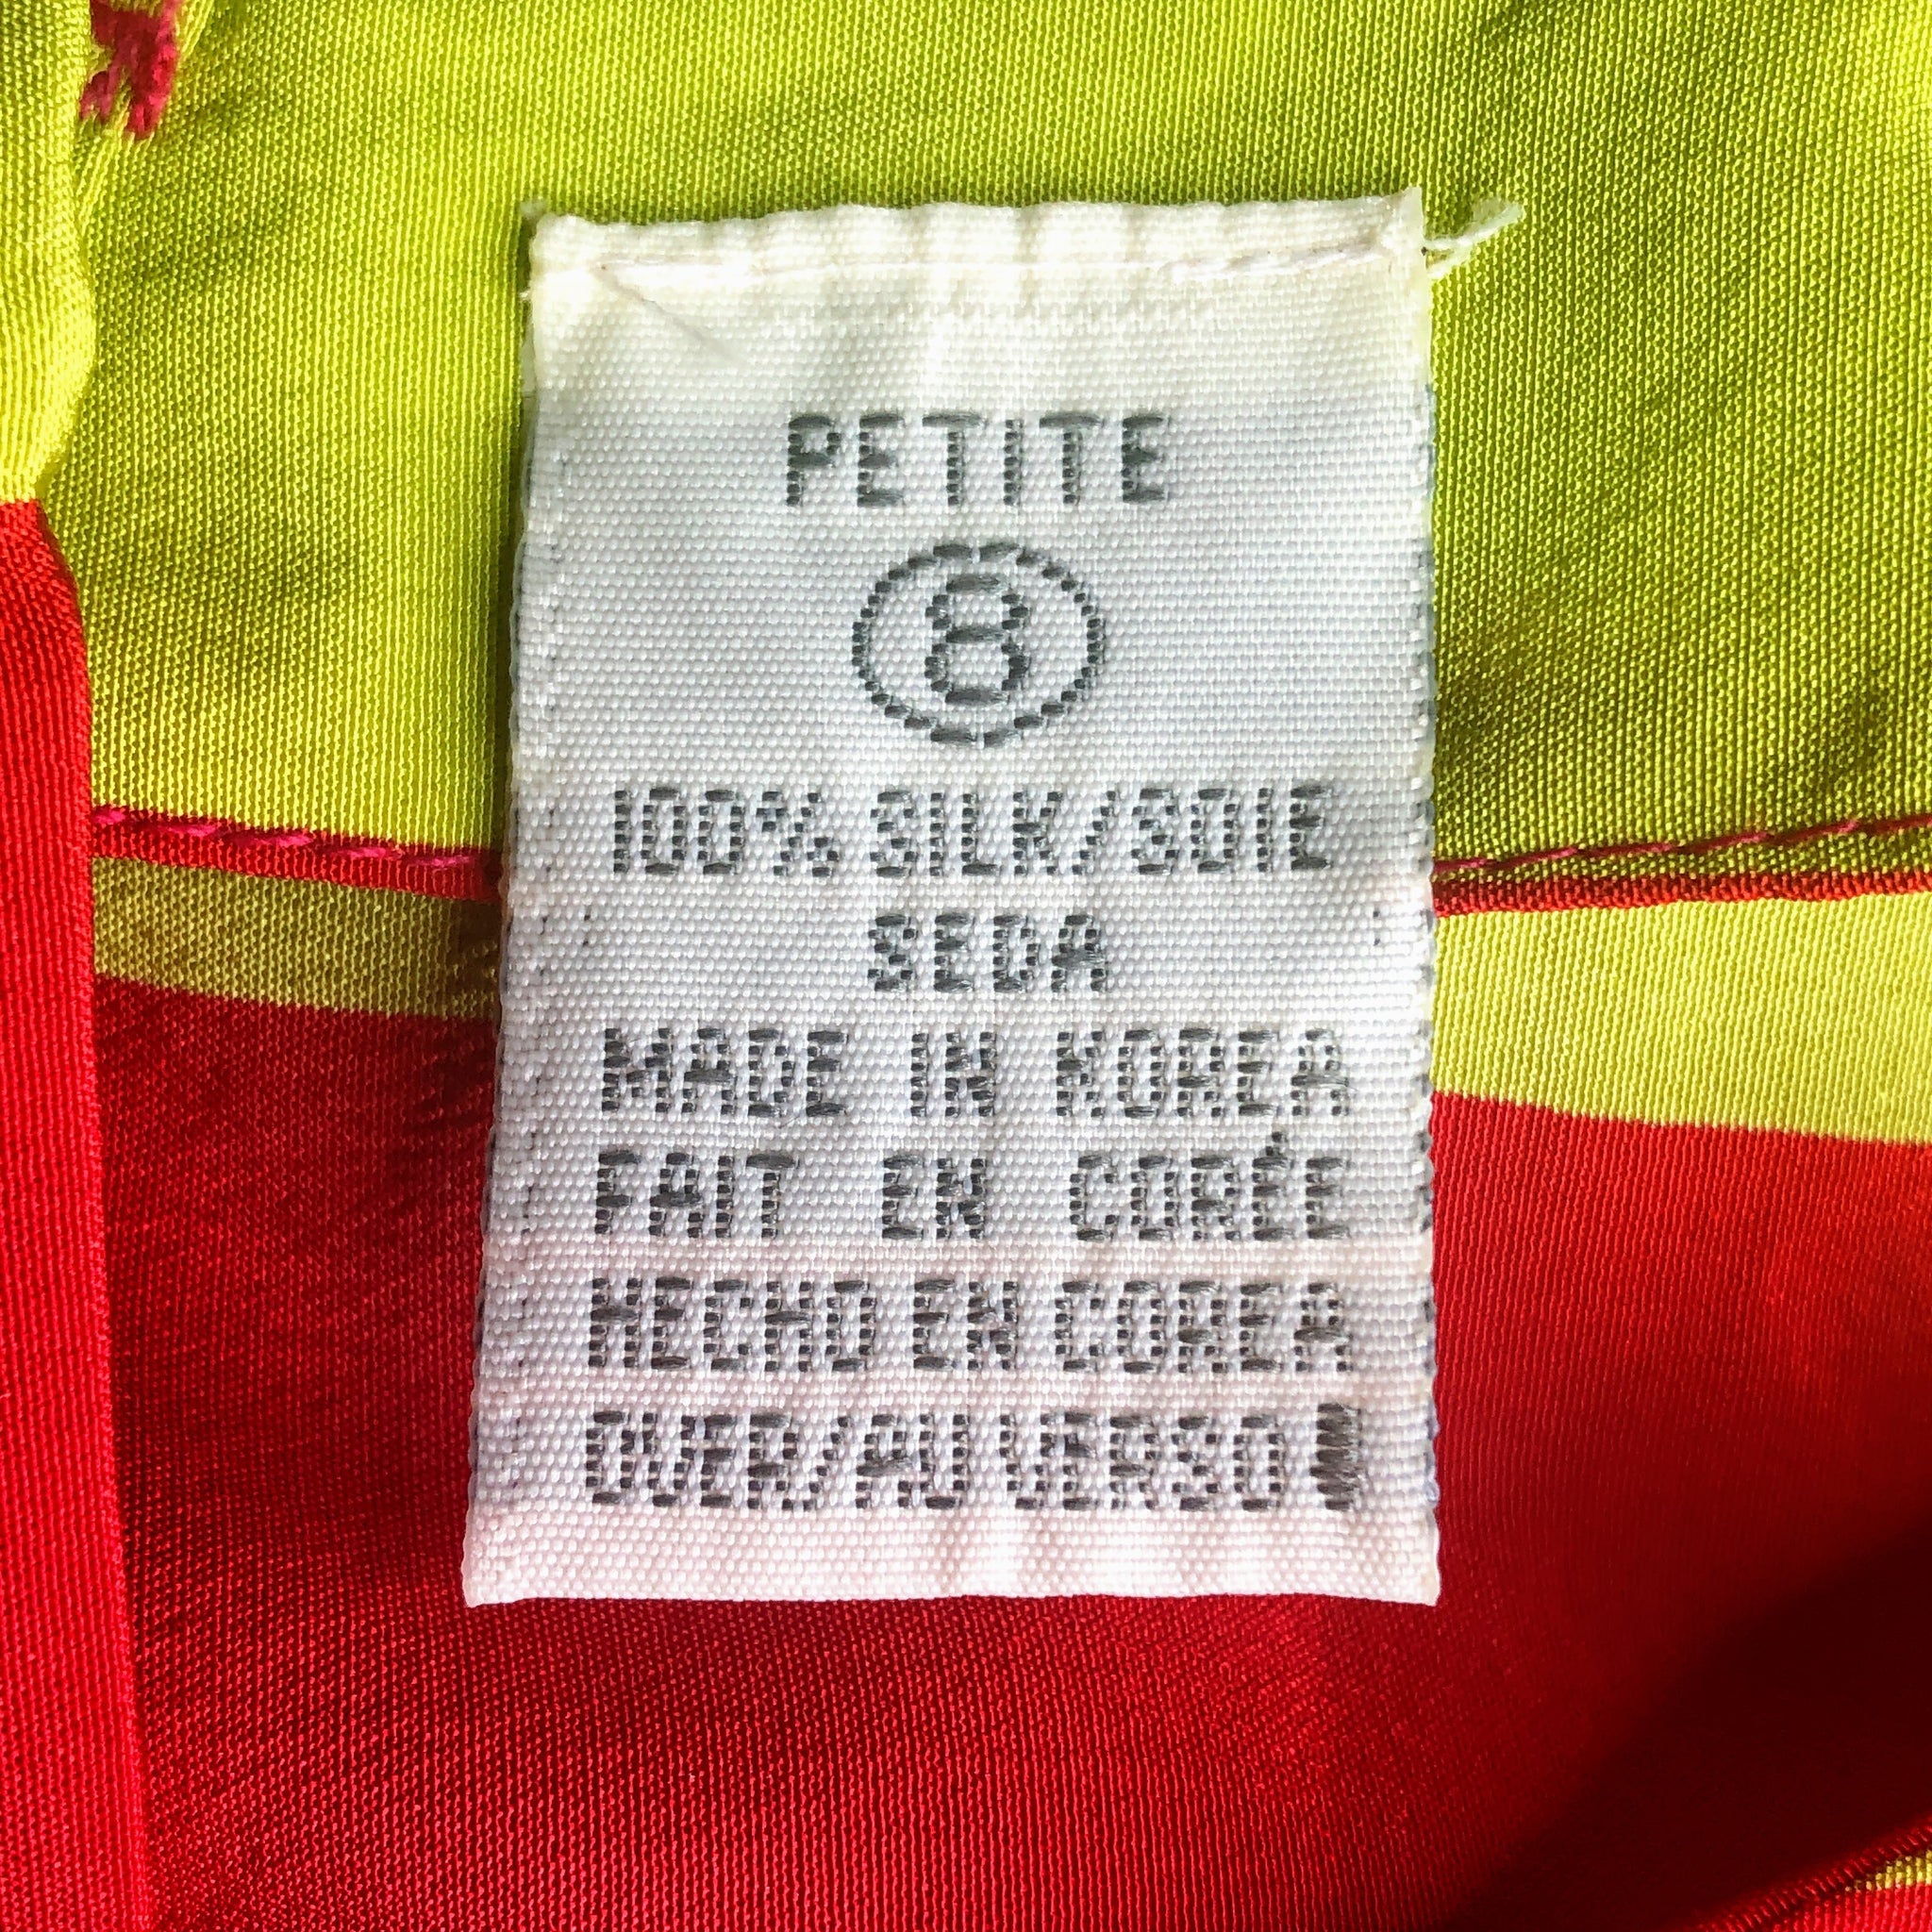 PETITE
8
100% SILK/SOIE
SEDA
MADE IN KOREA
FAIT EN CORÉE
HECHO EN COREA
OVER/AU VERSO